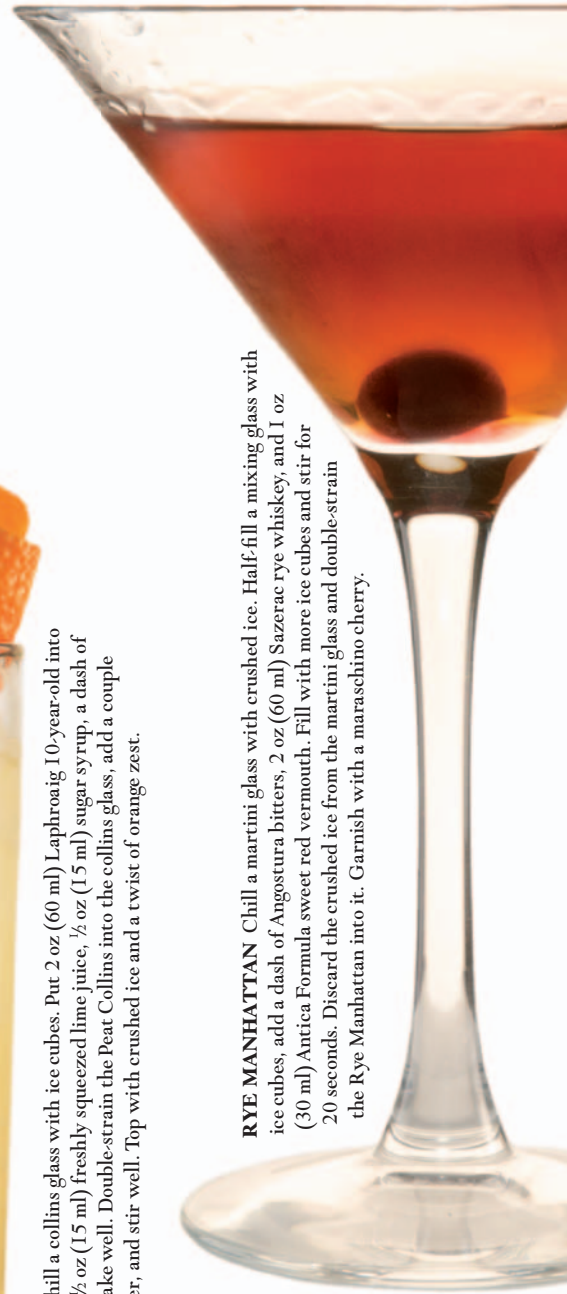 hill a collins glass with ice cubes. Put 2 oz (60 ml) Laphroaig 10-year-old into
½ oz (15 ml) freshly squeezed lime juice, ½ oz (15 ml) sugar syrup, a dash of
ake well. Double-strain the Peat Collins into the collins glass, add a couple
er, and stir well. Top with crushed ice and a twist of orange zest.
RYE MANHATTAN Chill a martini glass with crushed ice. Half-fill a mixing glass with
ice cubes, add a dash of Angostura bitters, 2 oz (60 ml) Sazerac rye whiskey, and 1 oz
(30 ml) Antica Formula sweet red vermouth. Fill with more ice cubes and stir for
20 seconds. Discard the crushed ice from the martini glass and double-strain
the Rye Manhattan into it. Garnish with a maraschino cherry.